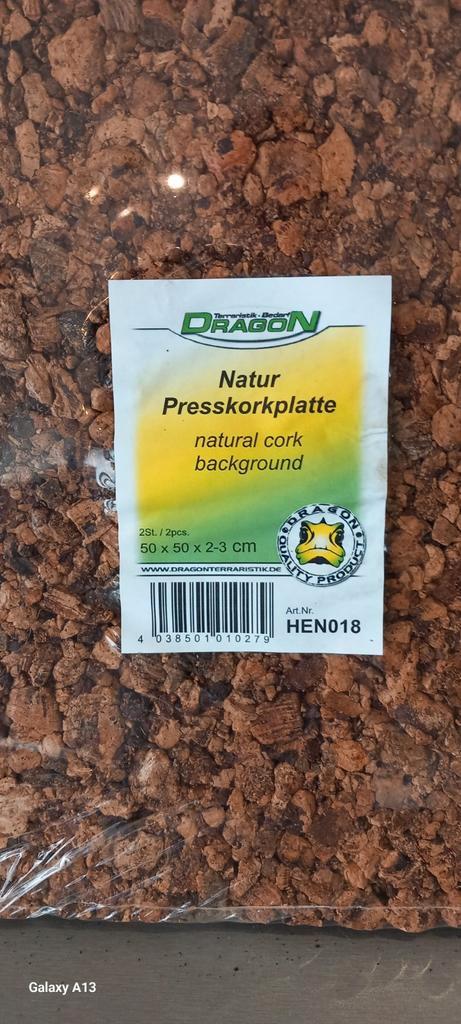 Terraristik-Bedarf
DRAGON
Natur
Presskorkplatte
natural cork
background
2St. / 2pcs.
50 x 50 x 2-3 cm
DRAGON
QUALITY PRODUCT
WWW.DRAGONTERRARISTIK.DE
Art.Nr.
HEN018
4 038501 010279
Galaxy A13